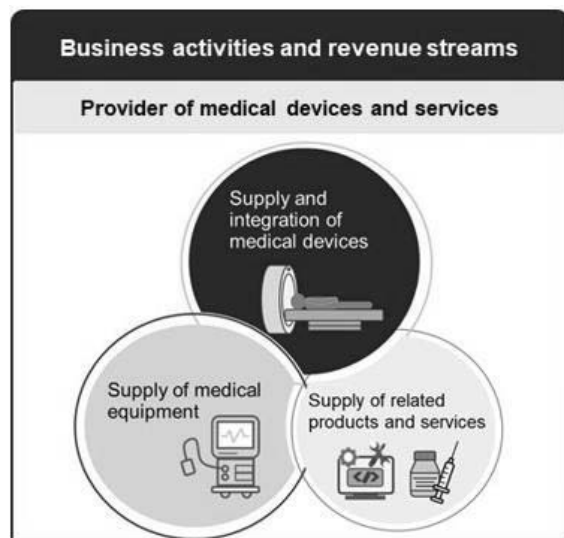 Business activities and revenue streams
Provider of medical devices and services
Supply and
integration of
medical devices
Supply of medical
equipment
Supply of related
products and services
</>